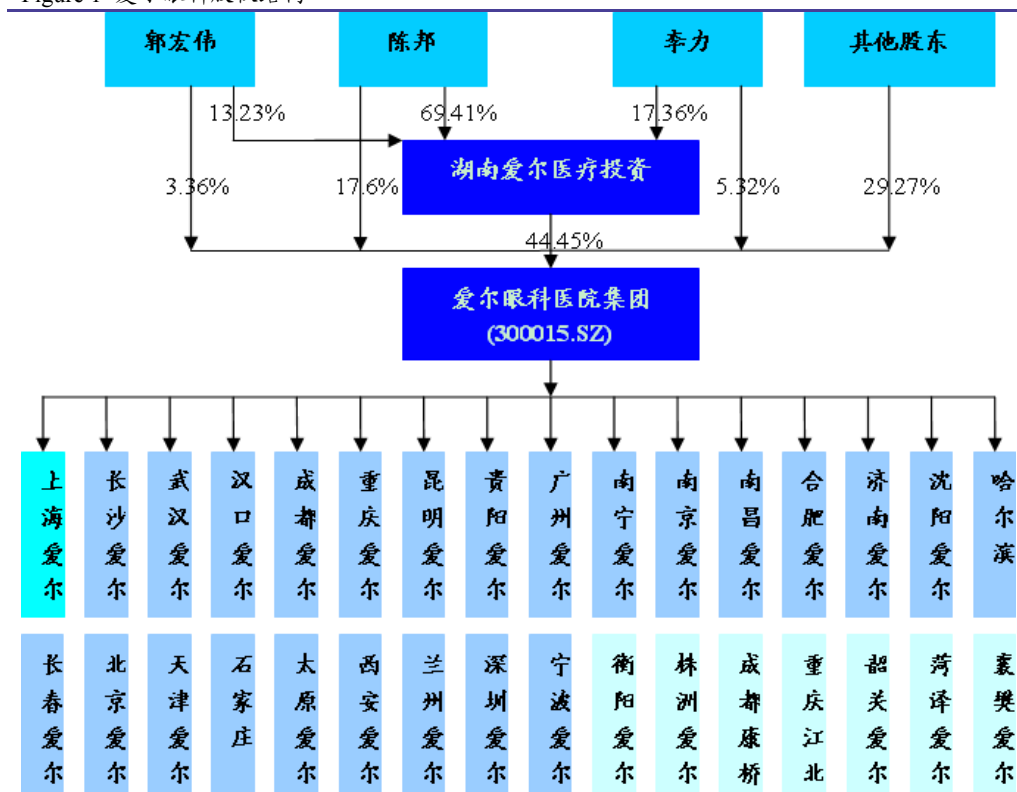 郭宏伟
陈邦
李力
其他股东
13.23%
69.41%
17.36%
湖南爱尔医疗投资
3.36%
17.6%
5.32%
29.27%
44.45%
爱尔眼科医院集团
(300015.SZ)
上海爱尔
长沙爱尔
武汉爱尔
汉口爱尔
成都爱尔
重庆爱尔
昆明爱尔
贵阳爱尔
广州爱尔
南宁爱尔
南京爱尔
南昌爱尔
合肥爱尔
济南爱尔
沈阳爱尔
哈尔滨
长春爱尔
北京爱尔
天津爱尔
石家庄
太原爱尔
西安爱尔
兰州爱尔
深圳爱尔
宁波爱尔
衡阳爱尔
株洲爱尔
成都康桥
重庆江北
韶关爱尔
菏泽爱尔
襄樊爱尔